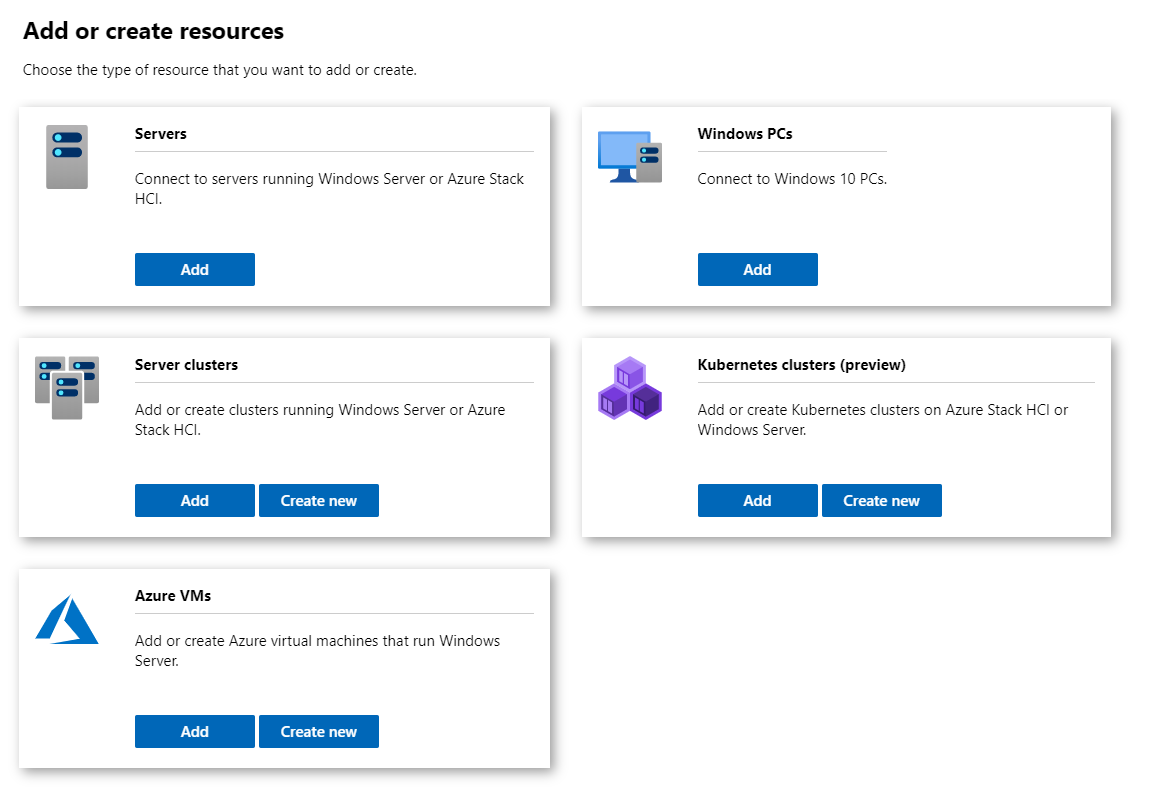 Add or create resources
Choose the type of resource that you want to add or create.
Servers
Connect to servers running Windows Server or Azure Stack
HCI.
Add
Windows PCs
Connect to Windows 10 PCs.
Add
Server clusters
Add or create clusters running Windows Server or Azure
Stack HCI.
Add
Create new
Kubernetes clusters (preview)
Add or create Kubernetes clusters on Azure Stack HCI or
Windows Server.
Add
Create new
Azure VMs
Add or create Azure virtual machines that run Windows
Server.
Add
Create new